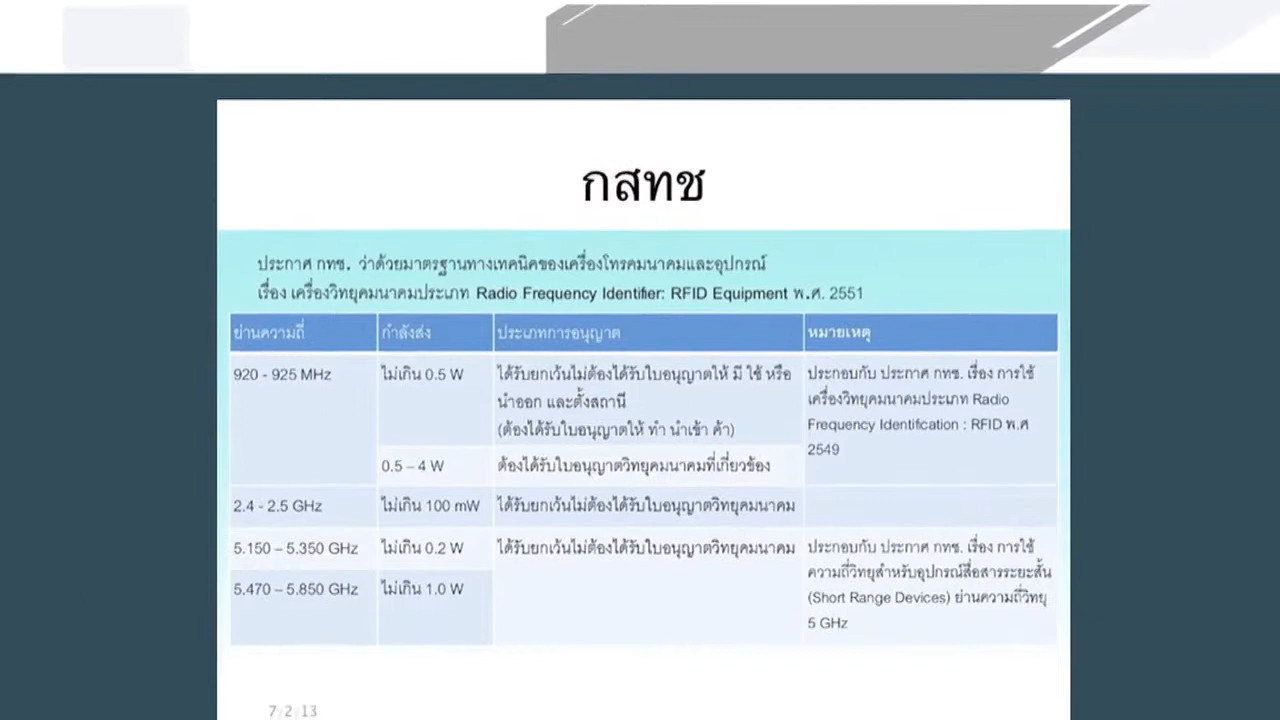 กสทช
ประกาศ กทช. ว่าด้วยมาตรฐานทางเทคนิคของเครื่องโทรคมนาคมและอุปกรณ์
เรื่อง เครื่องวิทยุคมนาคมประเภท Radio Frequency Identifier: RFID Equipment พ.ศ. 2551
ย่านความถี่ กำลังส่ง ประเภทการอนุญาต หมายเหตุ
920 - 925 MHz ไม่เกิน 0.5 W ได้รับยกเว้นไม่ต้องได้รับใบอนุญาตให้ มี ใช้ หรือ
นำออก และตั้งสถานี
(ต้องได้รับใบอนุญาตให้ ทำ นำเข้า ค้า)
ประกอบกับ ประกาศ กทช. เรื่อง การใช้
เครื่องวิทยุคมนาคมประเภท Radio
Frequency Identification : RFID พ.ศ
2549
0.5 – 4 W ต้องได้รับใบอนุญาตวิทยุคมนาคมที่เกี่ยวข้อง
2.4 - 2.5 GHz ไม่เกิน 100 mW ได้รับยกเว้นไม่ต้องได้รับใบอนุญาตวิทยุคมนาคม
5.150 – 5.350 GHz ไม่เกิน 0.2 W ได้รับยกเว้นไม่ต้องได้รับใบอนุญาตวิทยุคมนาคม
ประกอบกับ ประกาศ กทช. เรื่อง การใช้
ความถี่วิทยุสำหรับอุปกรณ์สื่อสารระยะสั้น
(Short Range Devices) ย่านความถี่วิทยุ
5 GHz
5.470 – 5.850 GHz ไม่เกิน 1.0 W
7/2/13